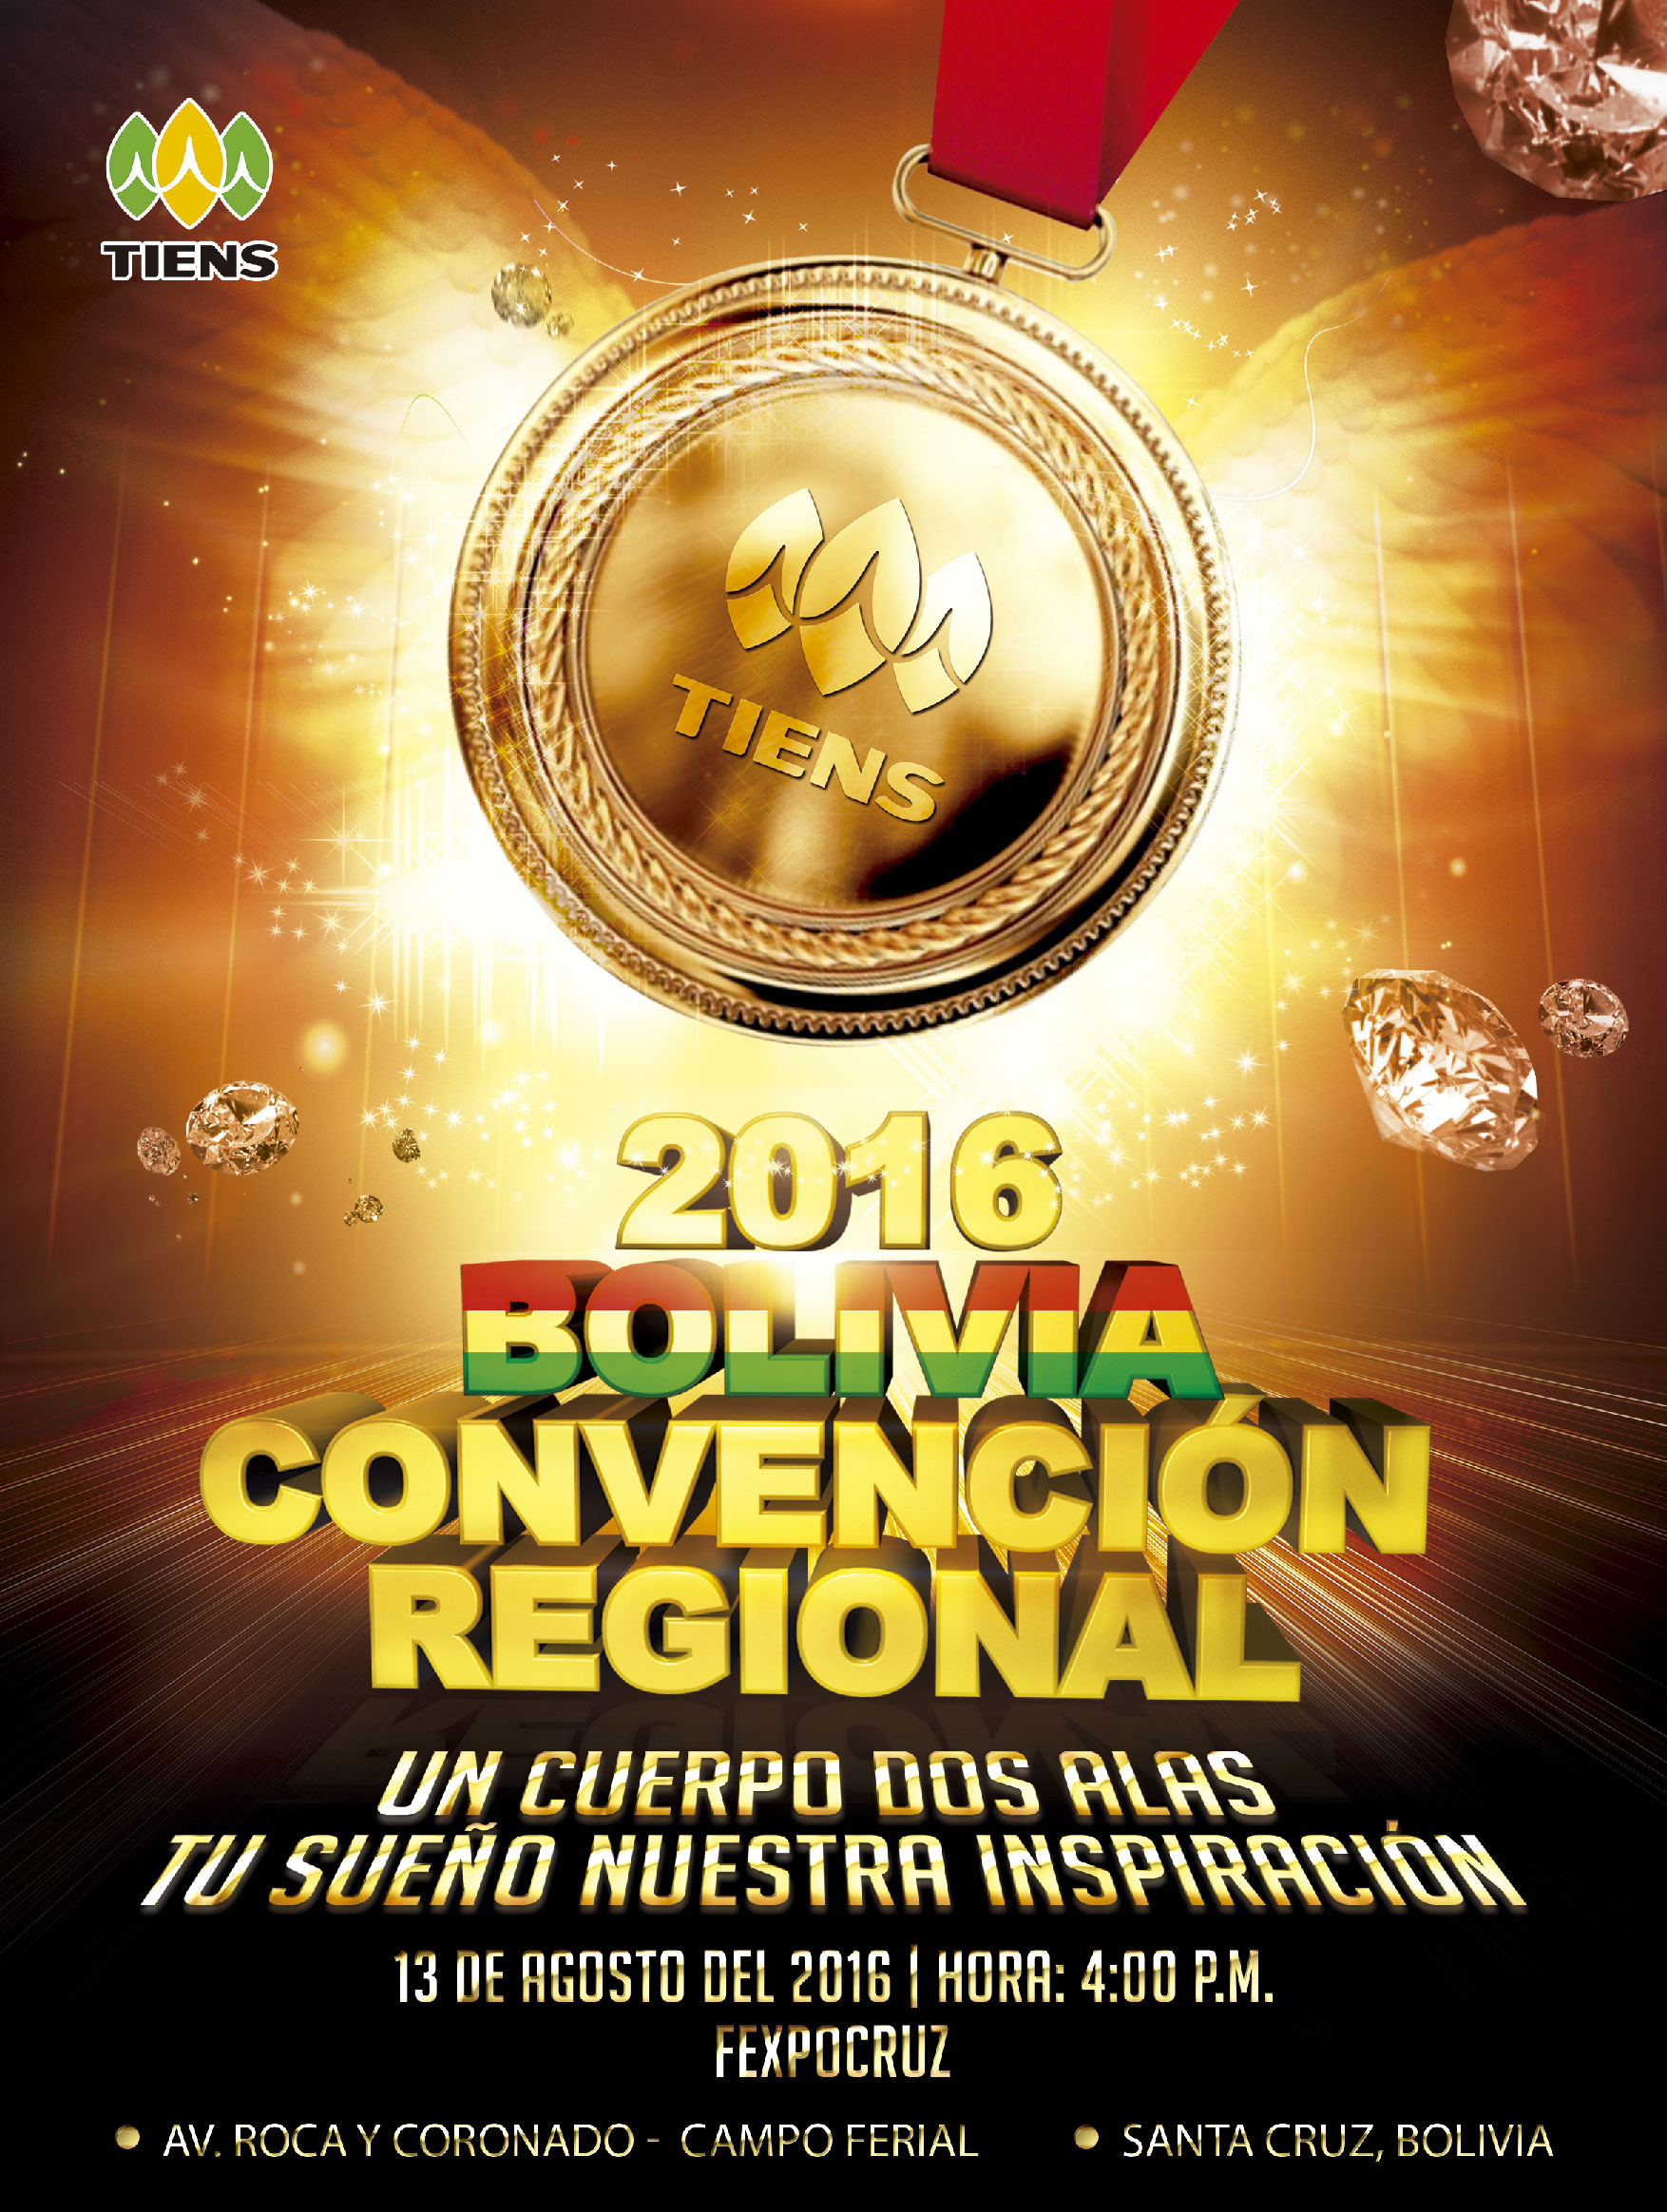 TIENS
TIENS
2016
BOLIVIA
CONVENCIÓN
REGIONAL
UN CUERPO DOS ALAS
TU SUEÑO NUESTRA INSPIRACIÓN
13 DE AGOSTO DEL 2016 | HORA: 4:00 P.M.
FEXPOCRUZ
AV. ROCA Y CORONADO - CAMPO FERIAL
SANTA CRUZ, BOLIVIA